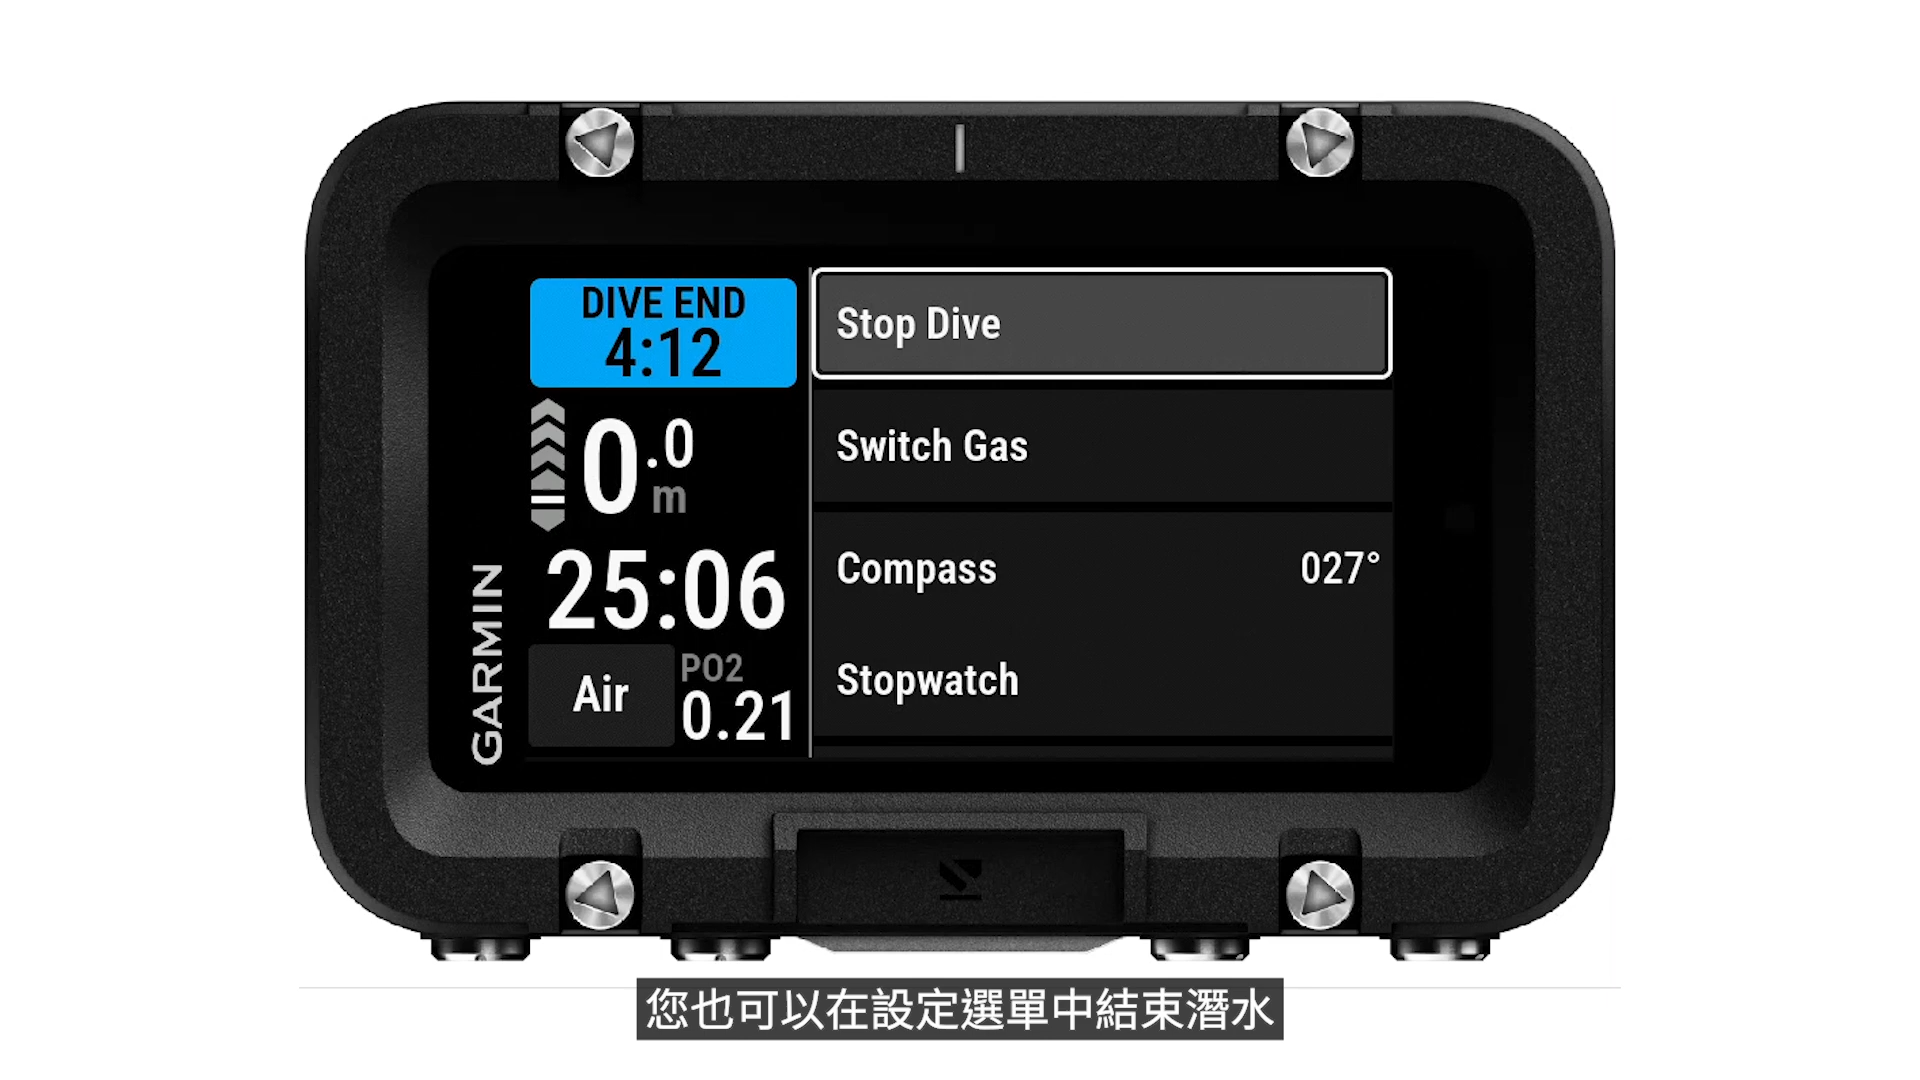 DIVE END
4:12
0.0
m
25:06
Air
PO2
0.21
GARMIN
Stop Dive
Switch Gas
Compass 027°
Stopwatch
您也可以在設定選單中結束潛水